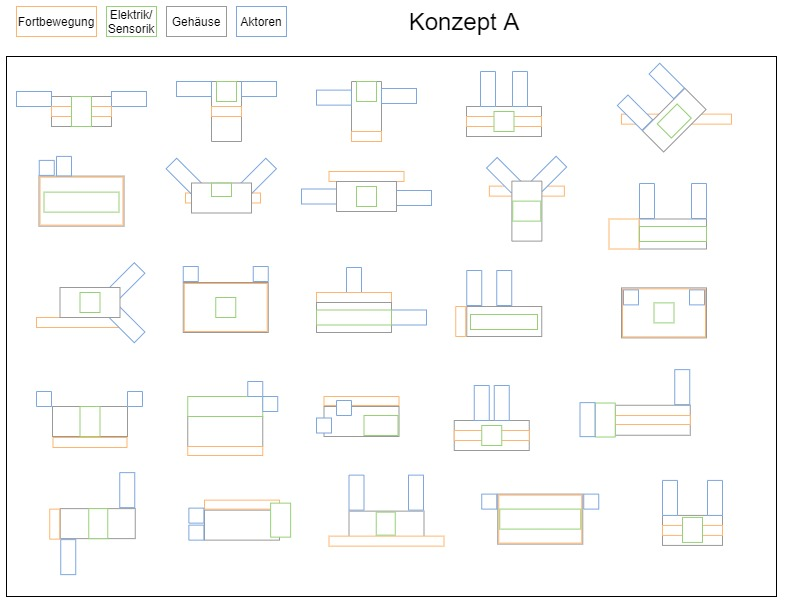 Fortbewegung
Elektrik/
Sensorik
Gehäuse
Aktoren
Konzept A